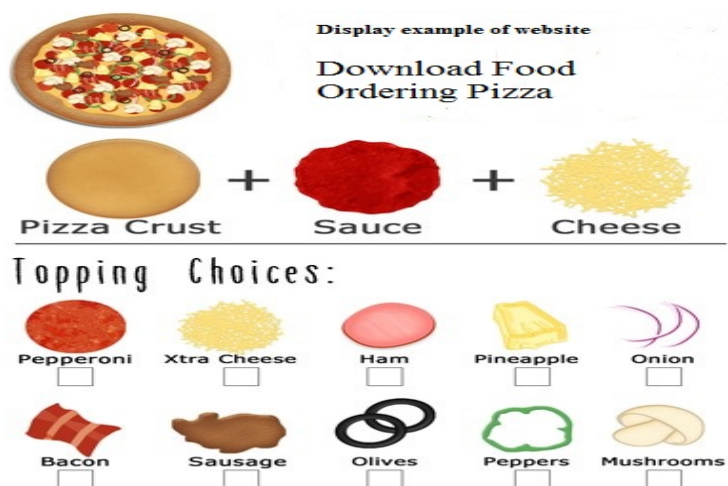 Display example of website
Download Food
Ordering Pizza
+ +
Pizza Crust Sauce Cheese
Topping Choices:
Pepperoni Xtra Cheese Ham Pineapple Onion
Bacon Sausage Olives Peppers Mushrooms